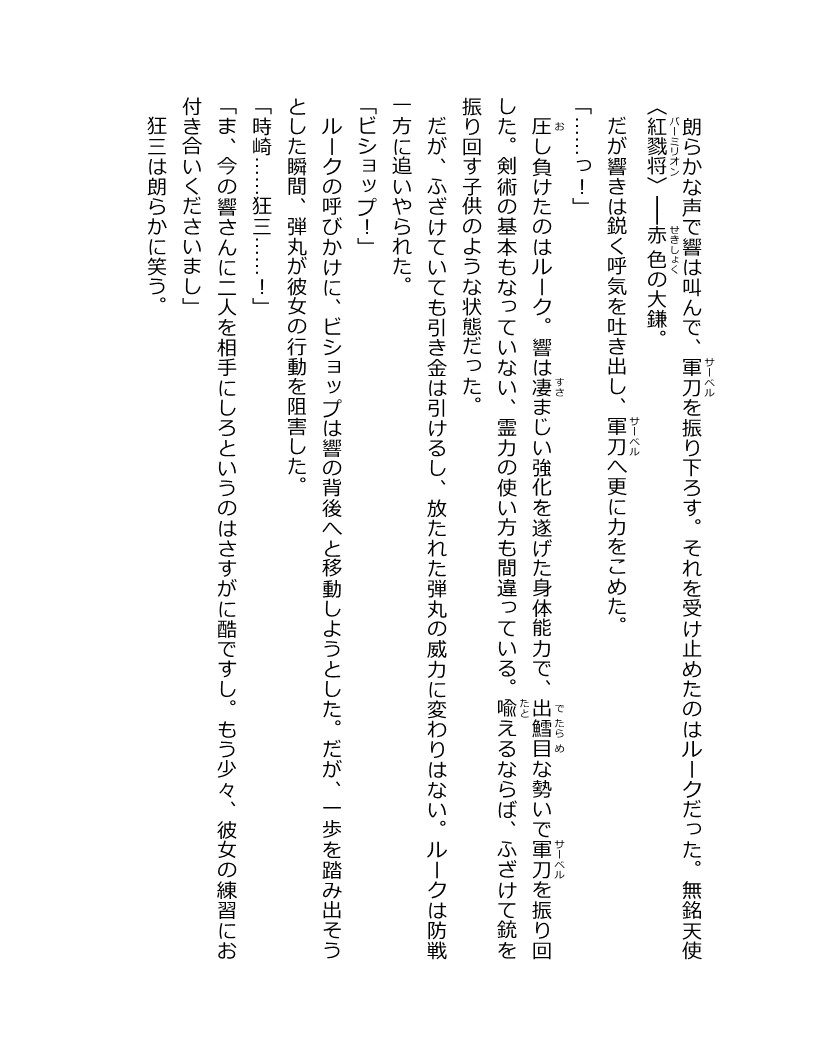 朗らかな声で響は叫んで、軍刀を振り下ろす。それを受け止めたのはルークだった。無銘天使
〈紅戮将〉──赤色の大鎌。
だが響きは鋭く呼気を吐き出し、軍刀へ更に力をこめた。
「……っ！」
圧し負けたのはルーク。響は凄まじい強化を遂げた身体能力で、出鱈目な勢いで軍刀を振り回
した。剣術の基本もなっていない、霊力の使い方も間違っている。喩えるならば、ふざけて銃を
振り回す子供のような状態だった。
だが、ふざけていても引き金は引けるし、放たれた弾丸の威力に変わりはない。ルークは防戦
一方に追いやられた。
「ビショップ！」
ルークの呼びかけに、ビショップは響の背後へと移動しようとした。だが、一歩を踏み出そう
とした瞬間、弾丸が彼女の行動を阻害した。
「時崎……狂三……！」
「ま、今の響さんに二人を相手にしろというのはさすがに酷ですし。もう少々、彼女の練習にお
付き合いくださいまし」
狂三は朗らかに笑う。